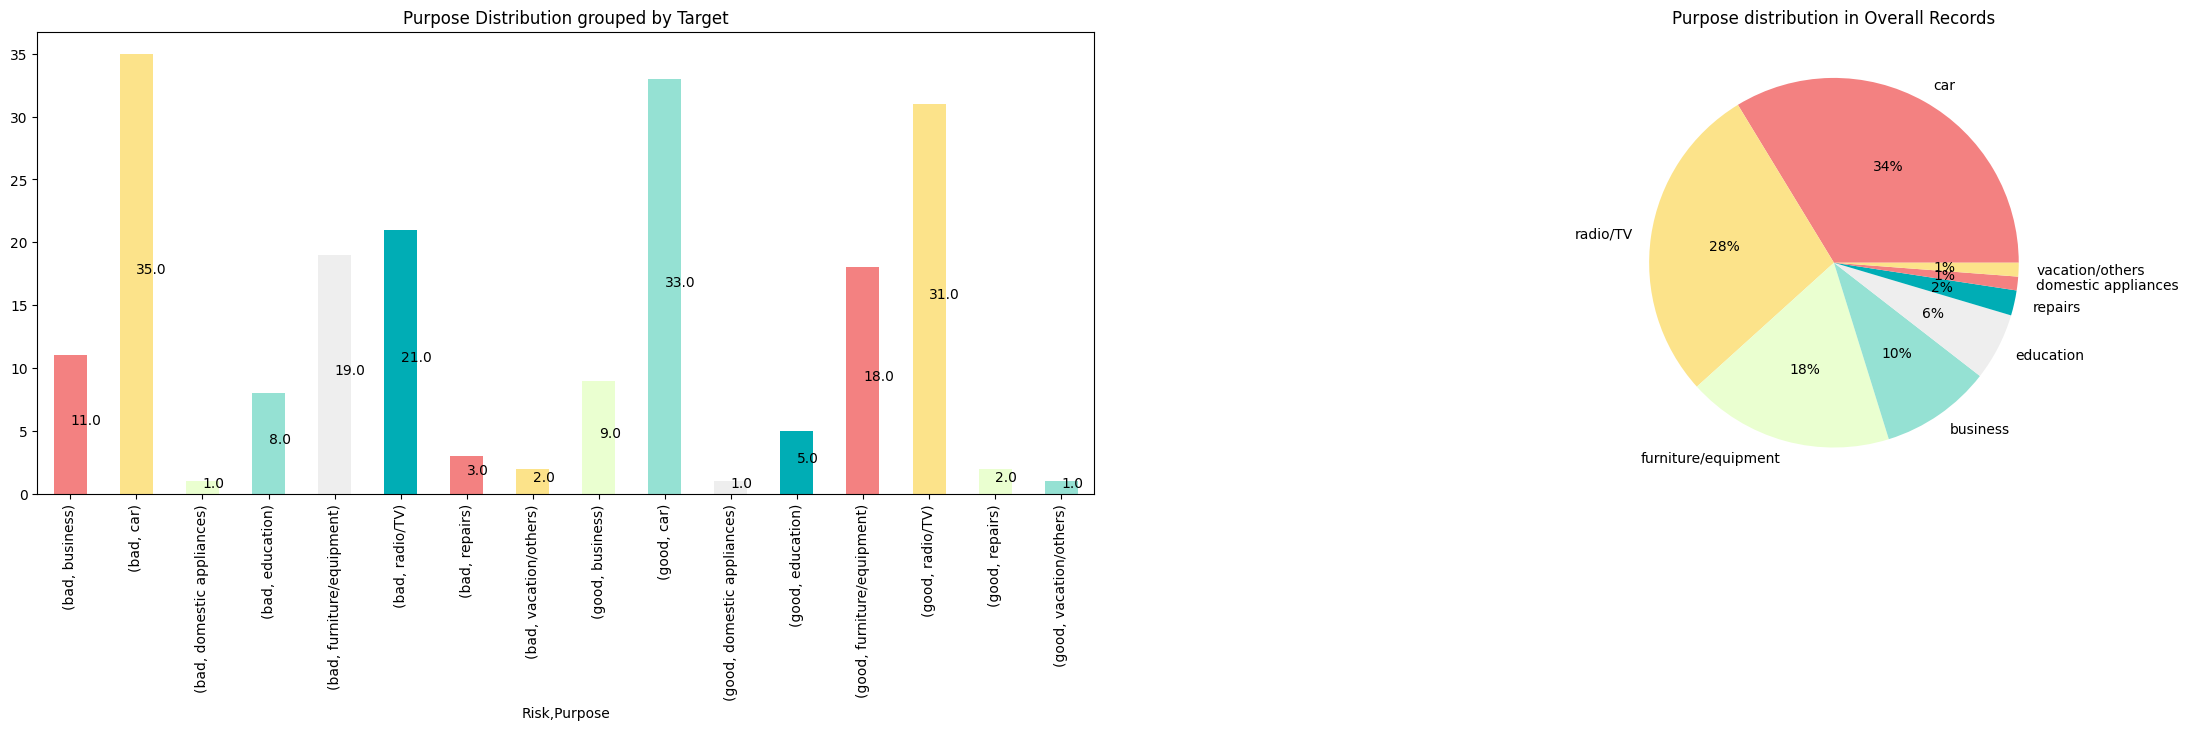 Purpose Distribution grouped by Target
35
30
25
20
15
10
5
0
11.0
35.0
1.0
8.0
19.0
21.0
3.0
2.0
9.0
33.0
1.0
5.0
18.0
31.0
2.0
1.0
(bad, business)
(bad, car)
(bad, domestic appliances)
(bad, education)
(bad, furniture/equipment)
(bad, radio/TV)
(bad, repairs)
(bad, vacation/others)
(good, business)
(good, car)
(good, domestic appliances)
(good, education)
(good, furniture/equipment)
(good, radio/TV)
(good, repairs)
(good, vacation/others)
Risk,Purpose
Purpose distribution in Overall Records
car
34%
radio/TV
28%
furniture/equipment
18%
business
10%
education
6%
repairs
2%
domestic appliances
1%
vacation/others
1%